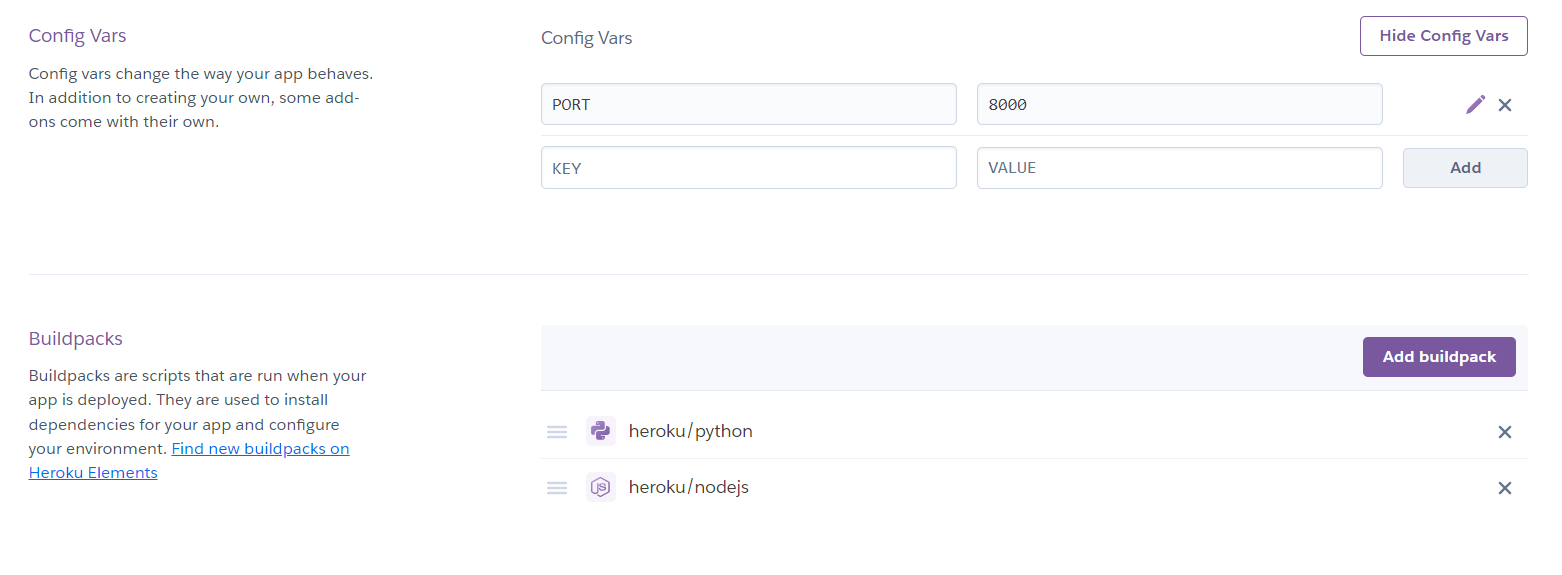 Config Vars
Config vars change the way your app behaves.
In addition to creating your own, some add-
ons come with their own.
Config Vars
Hide Config Vars
PORT
8000
KEY
VALUE
Add
Buildpacks
Buildpacks are scripts that are run when your
app is deployed. They are used to install
dependencies for your app and configure
your environment. Find new buildpacks on
Heroku Elements
Add buildpack
heroku/python
JS
heroku/nodejs